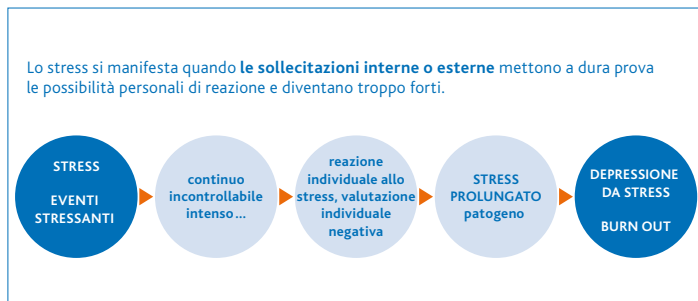 Lo stress si manifesta quando le sollecitazioni interne o esterne mettono a dura prova
le possibilità personali di reazione e diventano troppo forti.
STRESS
EVENTI
STRESSANTI
continuo
incontrollabile
intenso ...
reazione
individuale allo
stress, valutazione
individuale
negativa
STRESS
PROLUNGATO
patogeno
DEPRESSIONE
DA STRESS
BURN OUT